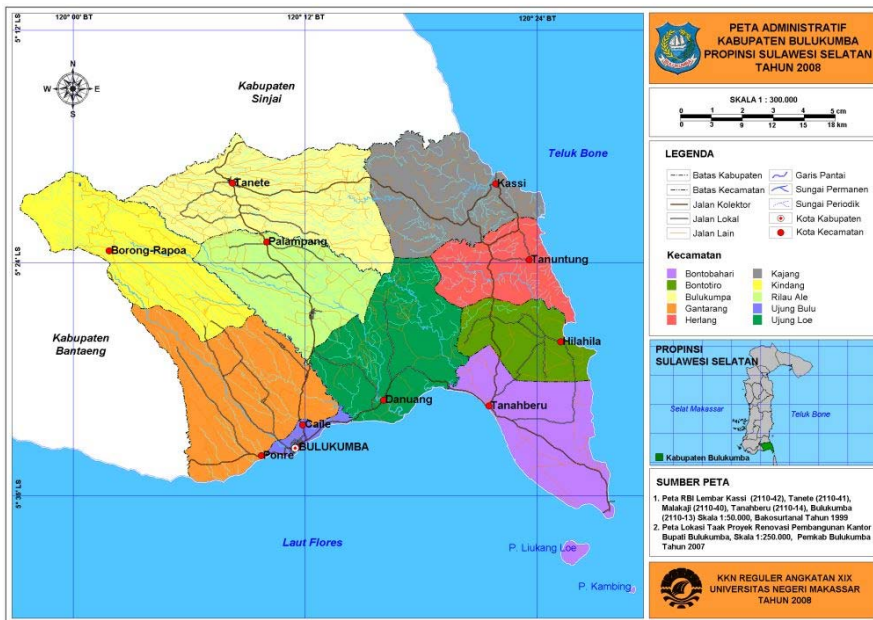 120° 00' BT
120° 12' BT
120° 24' BT
5° 12' LS
5° 24' LS
5° 30' LS
N
W
E
S
Kabupaten
Sinjai
Teluk Bone
Kassi
Tanete
Palampang
Borong-Rapoa
Tanuntung
Kabupaten
Bantaeng
Hilahila
Danuang
Tanahberu
Caile
BULUKUMBA
Ponre
Laut Flores
P. Liukang Loe
P. Kambing
PETA ADMINISTRATIF
KABUPATEN BULUKUMBA
PROPINSI SULAWESI SELATAN
TAHUN 2008
BULUKUMBA
SKALA 1 : 300.000
0 1 2 3 4 5 cm
0 3 6 9 12 15 18 km
LEGENDA
Batas Kabupaten
Batas Kecamatan
Jalan Kolektor
Jalan Lokal
Jalan Lain
Garis Pantai
Sungai Permanen
Sungai Periodik
Kota Kabupaten
Kota Kecamatan
Kecamatan
Bontobahari
Bontotiro
Bulukumpa
Gantarang
Herlang
Kajang
Kindang
Rilau Ale
Ujung Bulu
Ujung Loe
PROPINSI
SULAWESI SELATAN
Selat Makassar
Teluk Bone
Kabupaten Bulukumba
SUMBER PETA
1. Peta RBI Lembar Kassi (2110-42), Tanete (2110-41),
Malakaji (2110-40), Tanahberu (2110-14), Bulukumba
(2110-13) Skala 1:50.000, Bakosurtanal Tahun 1999
2. Peta Lokasi Taak Proyek Renovasi Pembangunan Kantor
Bupati Bulukumba, Skala 1:250.000, Pemkab Bulukumba
Tahun 2007
KKN REGULER ANGKATAN XIX
UNIVERSITAS NEGERI MAKASSAR
TAHUN 2008